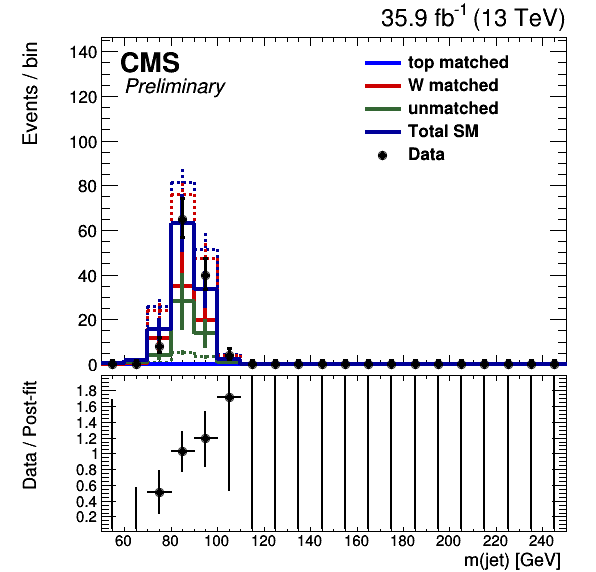 35.9 fb-1 (13 TeV)
CMS
Preliminary
top matched
W matched
unmatched
Total SM
Data
Events / bin
140
120
100
80
60
40
20
0
Data / Post-fit
1.8
1.6
1.4
1.2
1
0.8
0.6
0.4
0.2
60 80 100 120 140 160 180 200 220 240
m(jet) [GeV]